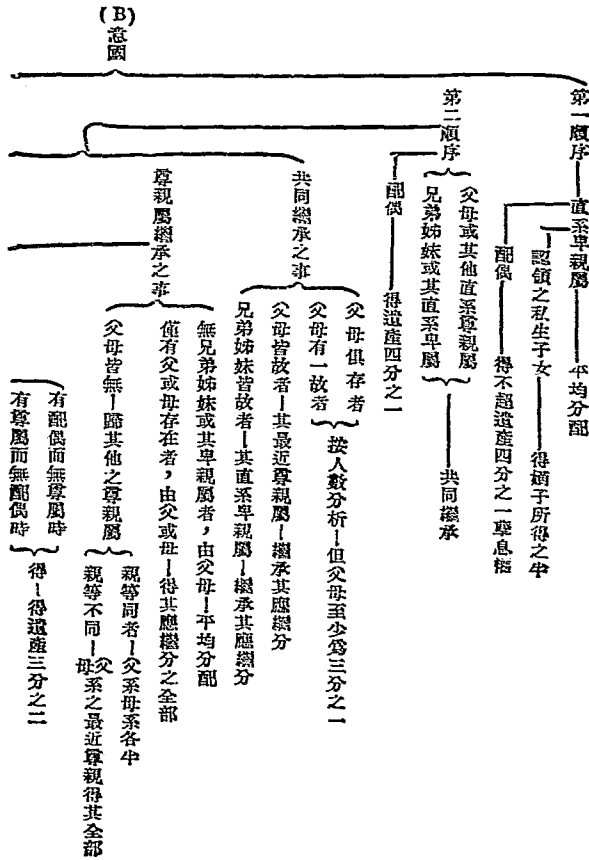 (B)意國
第一順序
直系卑親屬
平均分配
認領之私生子女
得嫡子所得之半
配偶
得不超遺產四分之一孳息權
第二順序
父母或其他直系尊親屬
兄弟姊妹或其直系卑屬
共同繼承
配偶
得遺產四分之一
共同繼承之事
父母俱存者
父母有一故者
按人數分析—但父母至少爲三分之一
父母皆故者—其最近尊親屬—繼承其應繼分
兄弟姊妹皆故者—其直系卑親屬—繼承其應繼分
尊親屬繼承之事
無兄弟姊妹或其卑親屬者，由父母—平均分配
僅有父或母存在者，由父或母—得其應繼分之全部
父母皆無—歸其他之尊親屬
親等同者—父系母系各半
親等不同—父母系之最近尊親得其全部
有配偶而無尊屬時
有尊屬而無配偶時
得—得遺產三分之二